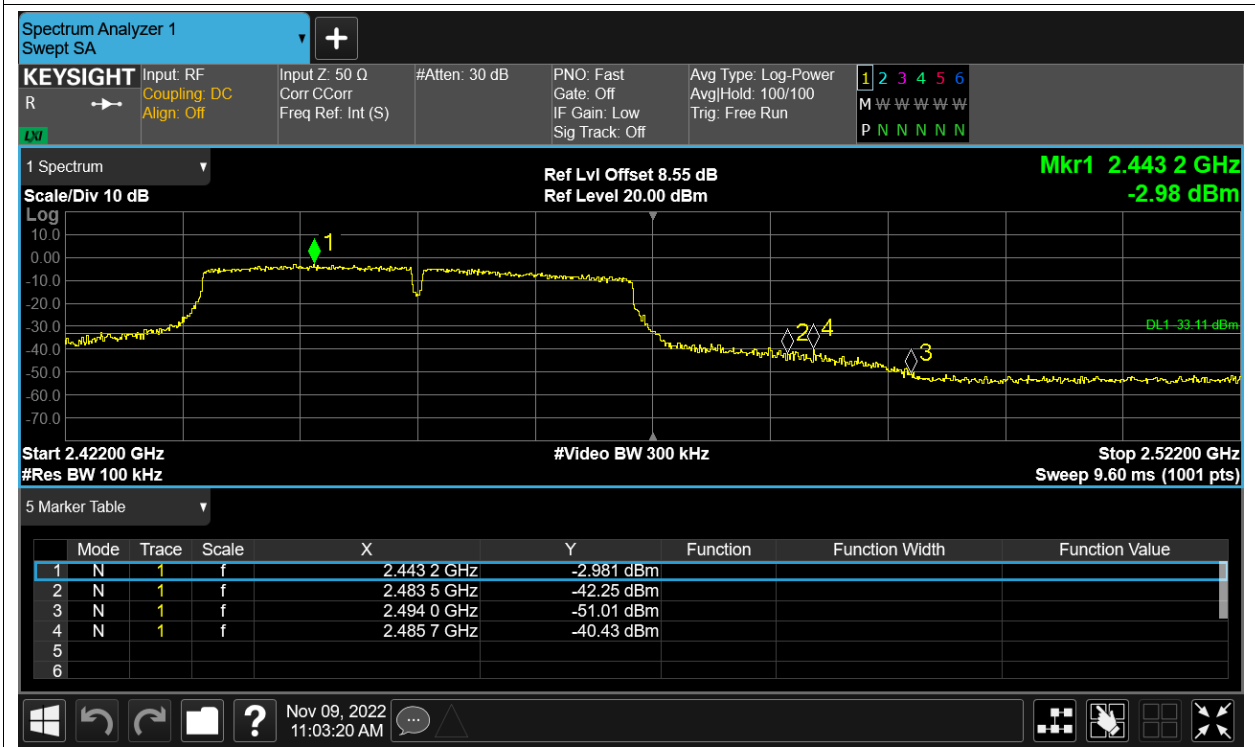 Spectrum Analyzer 1
Swept SA
KEYSIGHT Input: RF Input Z: 50 Ω #Atten: 30 dB PNO: Fast Avg Type: Log-Power 1 2 3 4 5 6
R Coupling: DC Corr CCorr Gate: Off Avg|Hold: 100/100 M W W W W W
Align: Off Freq Ref: Int (S) IF Gain: Low Trig: Free Run
LXI Sig Track: Off P N N N N N
1 Spectrum Ref Lvl Offset 8.55 dB Mkr1 2.443 2 GHz
Scale/Div 10 dB Ref Level 20.00 dBm -2.98 dBm
Log
10.0
1
0.00
-10.0
-20.0
-30.0 2 4 DL1 -33.11 dBm
-40.0 3
-50.0
-60.0
-70.0
Start 2.42200 GHz #Video BW 300 kHz Stop 2.52200 GHz
#Res BW 100 kHz Sweep 9.60 ms (1001 pts)
5 Marker Table
Mode Trace Scale X Y Function Function Width Function Value
1 N 1 f 2.443 2 GHz -2.981 dBm
2 N 1 f 2.483 5 GHz -42.25 dBm
3 N 1 f 2.494 0 GHz -51.01 dBm
4 N 1 f 2.485 7 GHz -40.43 dBm
5
6
? Nov 09, 2022
11:03:20 AM